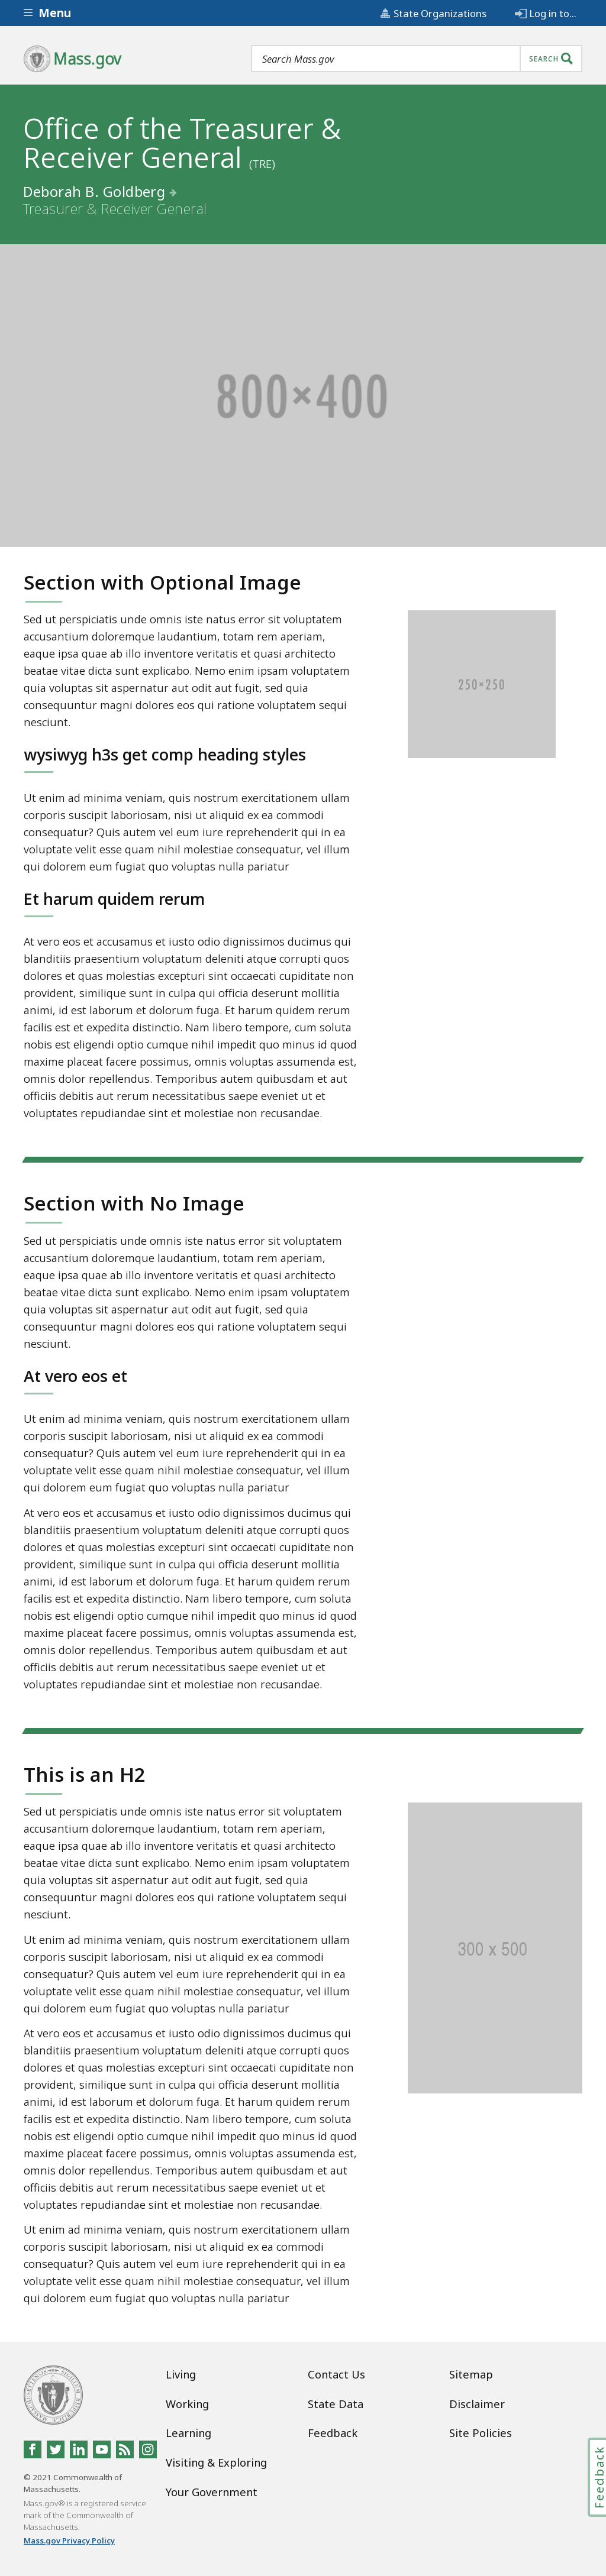 Menu
State Organizations
Log in to...
Mass.gov
Search Mass.gov
SEARCH
Office of the Treasurer &
Receiver General (TRE)
Deborah B. Goldberg
Treasurer & Receiver General
800×400
Section with Optional Image
Sed ut perspiciatis unde omnis iste natus error sit voluptatem
accusantium doloremque laudantium, totam rem aperiam,
eaque ipsa quae ab illo inventore veritatis et quasi architecto
beatae vitae dicta sunt explicabo. Nemo enim ipsam voluptatem
quia voluptas sit aspernatur aut odit aut fugit, sed quia
consequuntur magni dolores eos qui ratione voluptatem sequi
nesciunt.
250×250
wysiwyg h3s get comp heading styles
Ut enim ad minima veniam, quis nostrum exercitationem ullam
corporis suscipit laboriosam, nisi ut aliquid ex ea commodi
consequatur? Quis autem vel eum iure reprehenderit qui in ea
voluptate velit esse quam nihil molestiae consequatur, vel illum
qui dolorem eum fugiat quo voluptas nulla pariatur
Et harum quidem rerum
At vero eos et accusamus et iusto odio dignissimos ducimus qui
blanditiis praesentium voluptatum deleniti atque corrupti quos
dolores et quas molestias excepturi sint occaecati cupiditate non
provident, similique sunt in culpa qui officia deserunt mollitia
animi, id est laborum et dolorum fuga. Et harum quidem rerum
facilis est et expedita distinctio. Nam libero tempore, cum soluta
nobis est eligendi optio cumque nihil impedit quo minus id quod
maxime placeat facere possimus, omnis voluptas assumenda est,
omnis dolor repellendus. Temporibus autem quibusdam et aut
officiis debitis aut rerum necessitatibus saepe eveniet ut et
voluptates repudiandae sint et molestiae non recusandae.
Section with No Image
Sed ut perspiciatis unde omnis iste natus error sit voluptatem
accusantium doloremque laudantium, totam rem aperiam,
eaque ipsa quae ab illo inventore veritatis et quasi architecto
beatae vitae dicta sunt explicabo. Nemo enim ipsam voluptatem
quia voluptas sit aspernatur aut odit aut fugit, sed quia
consequuntur magni dolores eos qui ratione voluptatem sequi
nesciunt.
At vero eos et
Ut enim ad minima veniam, quis nostrum exercitationem ullam
corporis suscipit laboriosam, nisi ut aliquid ex ea commodi
consequatur? Quis autem vel eum iure reprehenderit qui in ea
voluptate velit esse quam nihil molestiae consequatur, vel illum
qui dolorem eum fugiat quo voluptas nulla pariatur
At vero eos et accusamus et iusto odio dignissimos ducimus qui
blanditiis praesentium voluptatum deleniti atque corrupti quos
dolores et quas molestias excepturi sint occaecati cupiditate non
provident, similique sunt in culpa qui officia deserunt mollitia
animi, id est laborum et dolorum fuga. Et harum quidem rerum
facilis est et expedita distinctio. Nam libero tempore, cum soluta
nobis est eligendi optio cumque nihil impedit quo minus id quod
maxime placeat facere possimus, omnis voluptas assumenda est,
omnis dolor repellendus. Temporibus autem quibusdam et aut
officiis debitis aut rerum necessitatibus saepe eveniet ut et
voluptates repudiandae sint et molestiae non recusandae.
This is an H2
Sed ut perspiciatis unde omnis iste natus error sit voluptatem
accusantium doloremque laudantium, totam rem aperiam,
eaque ipsa quae ab illo inventore veritatis et quasi architecto
beatae vitae dicta sunt explicabo. Nemo enim ipsam voluptatem
quia voluptas sit aspernatur aut odit aut fugit, sed quia
consequuntur magni dolores eos qui ratione voluptatem sequi
nesciunt.
Ut enim ad minima veniam, quis nostrum exercitationem ullam
corporis suscipit laboriosam, nisi ut aliquid ex ea commodi
consequatur? Quis autem vel eum iure reprehenderit qui in ea
voluptate velit esse quam nihil molestiae consequatur, vel illum
qui dolorem eum fugiat quo voluptas nulla pariatur
At vero eos et accusamus et iusto odio dignissimos ducimus qui
blanditiis praesentium voluptatum deleniti atque corrupti quos
dolores et quas molestias excepturi sint occaecati cupiditate non
provident, similique sunt in culpa qui officia deserunt mollitia
animi, id est laborum et dolorum fuga. Et harum quidem rerum
facilis est et expedita distinctio. Nam libero tempore, cum soluta
nobis est eligendi optio cumque nihil impedit quo minus id quod
maxime placeat facere possimus, omnis voluptas assumenda est,
omnis dolor repellendus. Temporibus autem quibusdam et aut
officiis debitis aut rerum necessitatibus saepe eveniet ut et
voluptates repudiandae sint et molestiae non recusandae.
Ut enim ad minima veniam, quis nostrum exercitationem ullam
corporis suscipit laboriosam, nisi ut aliquid ex ea commodi
consequatur? Quis autem vel eum iure reprehenderit qui in ea
voluptate velit esse quam nihil molestiae consequatur, vel illum
qui dolorem eum fugiat quo voluptas nulla pariatur
300 x 500
Living
Working
Learning
Visiting & Exploring
Your Government
Contact Us
State Data
Feedback
Sitemap
Disclaimer
Site Policies
© 2021 Commonwealth of
Massachusetts.
Mass.gov® is a registered service
mark of the Commonwealth of
Massachusetts.
Mass.gov Privacy Policy
Feedback